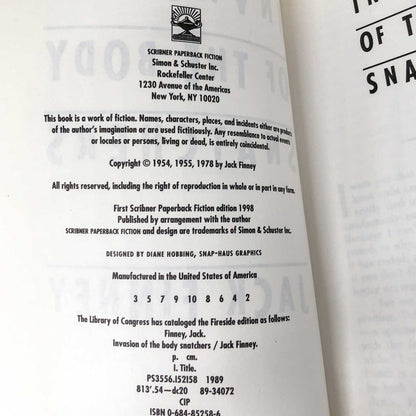 SCRIBNER PAPERBACK FICTION
Simon & Schuster Inc.
Rockefeller Center
1230 Avenue of the Americas
New York, NY 10020
This book is a work of fiction. Names, characters, places, and incidents either are products
of the author's imagination or are used fictitiously. Any resemblance to actual events
or locales or persons, living or dead, is entirely coincidental.
Copyright © 1954, 1955, 1978 by Jack Finney
All rights reserved, including the right of reproduction in whole or in part in any form.
First Scribner Paperback Fiction edition 1998
Published by arrangement with the author
SCRIBNER PAPERBACK FICTION and design are trademarks of Simon & Schuster Inc.
DESIGNED BY DIANE HOBBING, SNAP-HAUS GRAPHICS
Manufactured in the United States of America
3 5 7 9 10 8 6 4 2
The Library of Congress has cataloged the Fireside edition as follows:
Finney, Jack.
Invasion of the body snatchers / Jack Finney.
p. cm.
I. Title.
PS3556.I52I58 1989
813'.54—dc20 89-34072
CIP
ISBN 0-684-85258-6
IN
OF T
SNA